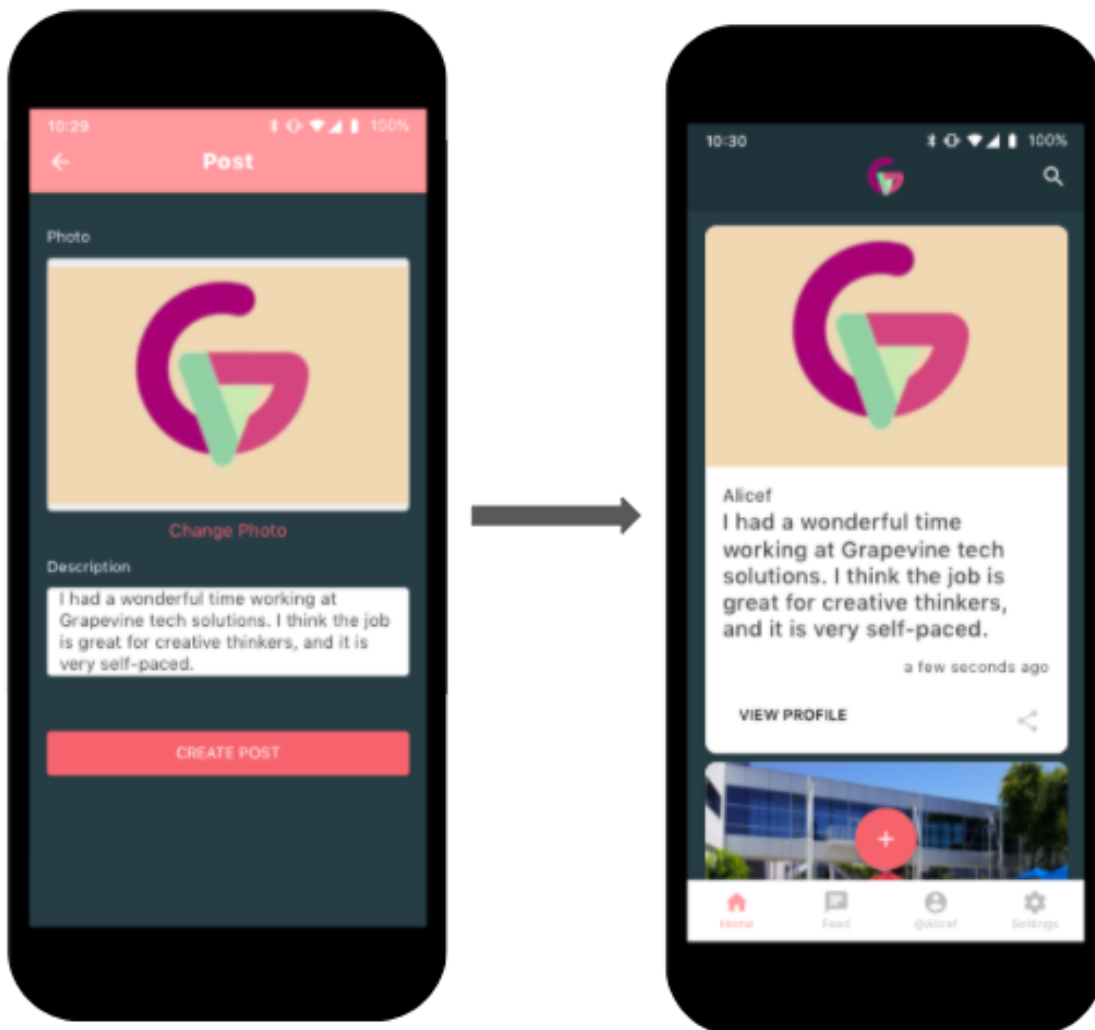 10:29
100%
Post
Photo
Change Photo
Description
I had a wonderful time working at
Grapevine tech solutions. I think the job
is great for creative thinkers, and it is
very self-paced.
CREATE POST
10:30
100%
Alicef
I had a wonderful time
working at Grapevine tech
solutions. I think the job is
great for creative thinkers,
and it is very self-paced.
a few seconds ago
VIEW PROFILE
Home
Feed
@Alicef
Settings